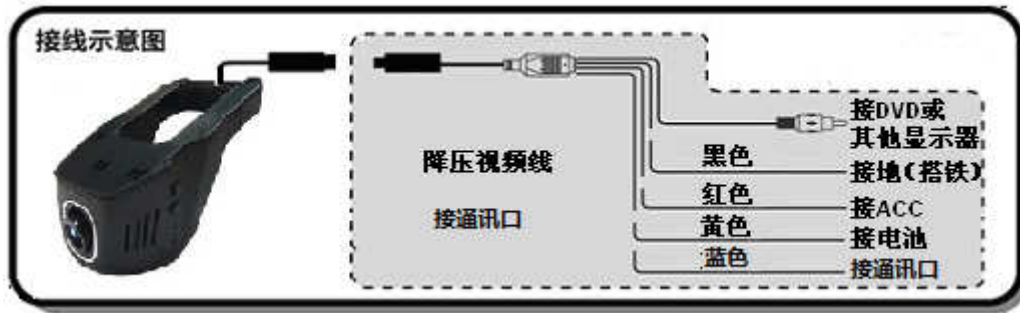 接线示意图
接DVD或
其他显示器
降压视频线
黑色
接地(搭铁)
红色
接ACC
接通讯口
黄色
接电池
蓝色
接通讯口